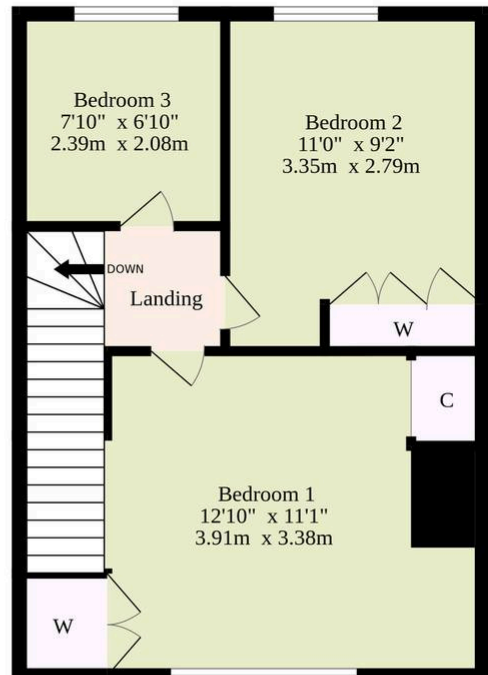 Bedroom 3
7'10" x 6'10"
2.39m x 2.08m
Bedroom 2
11'0" x 9'2"
3.35m x 2.79m
DOWN
Landing
W
C
Bedroom 1
12'10" x 11'1"
3.91m x 3.38m
W